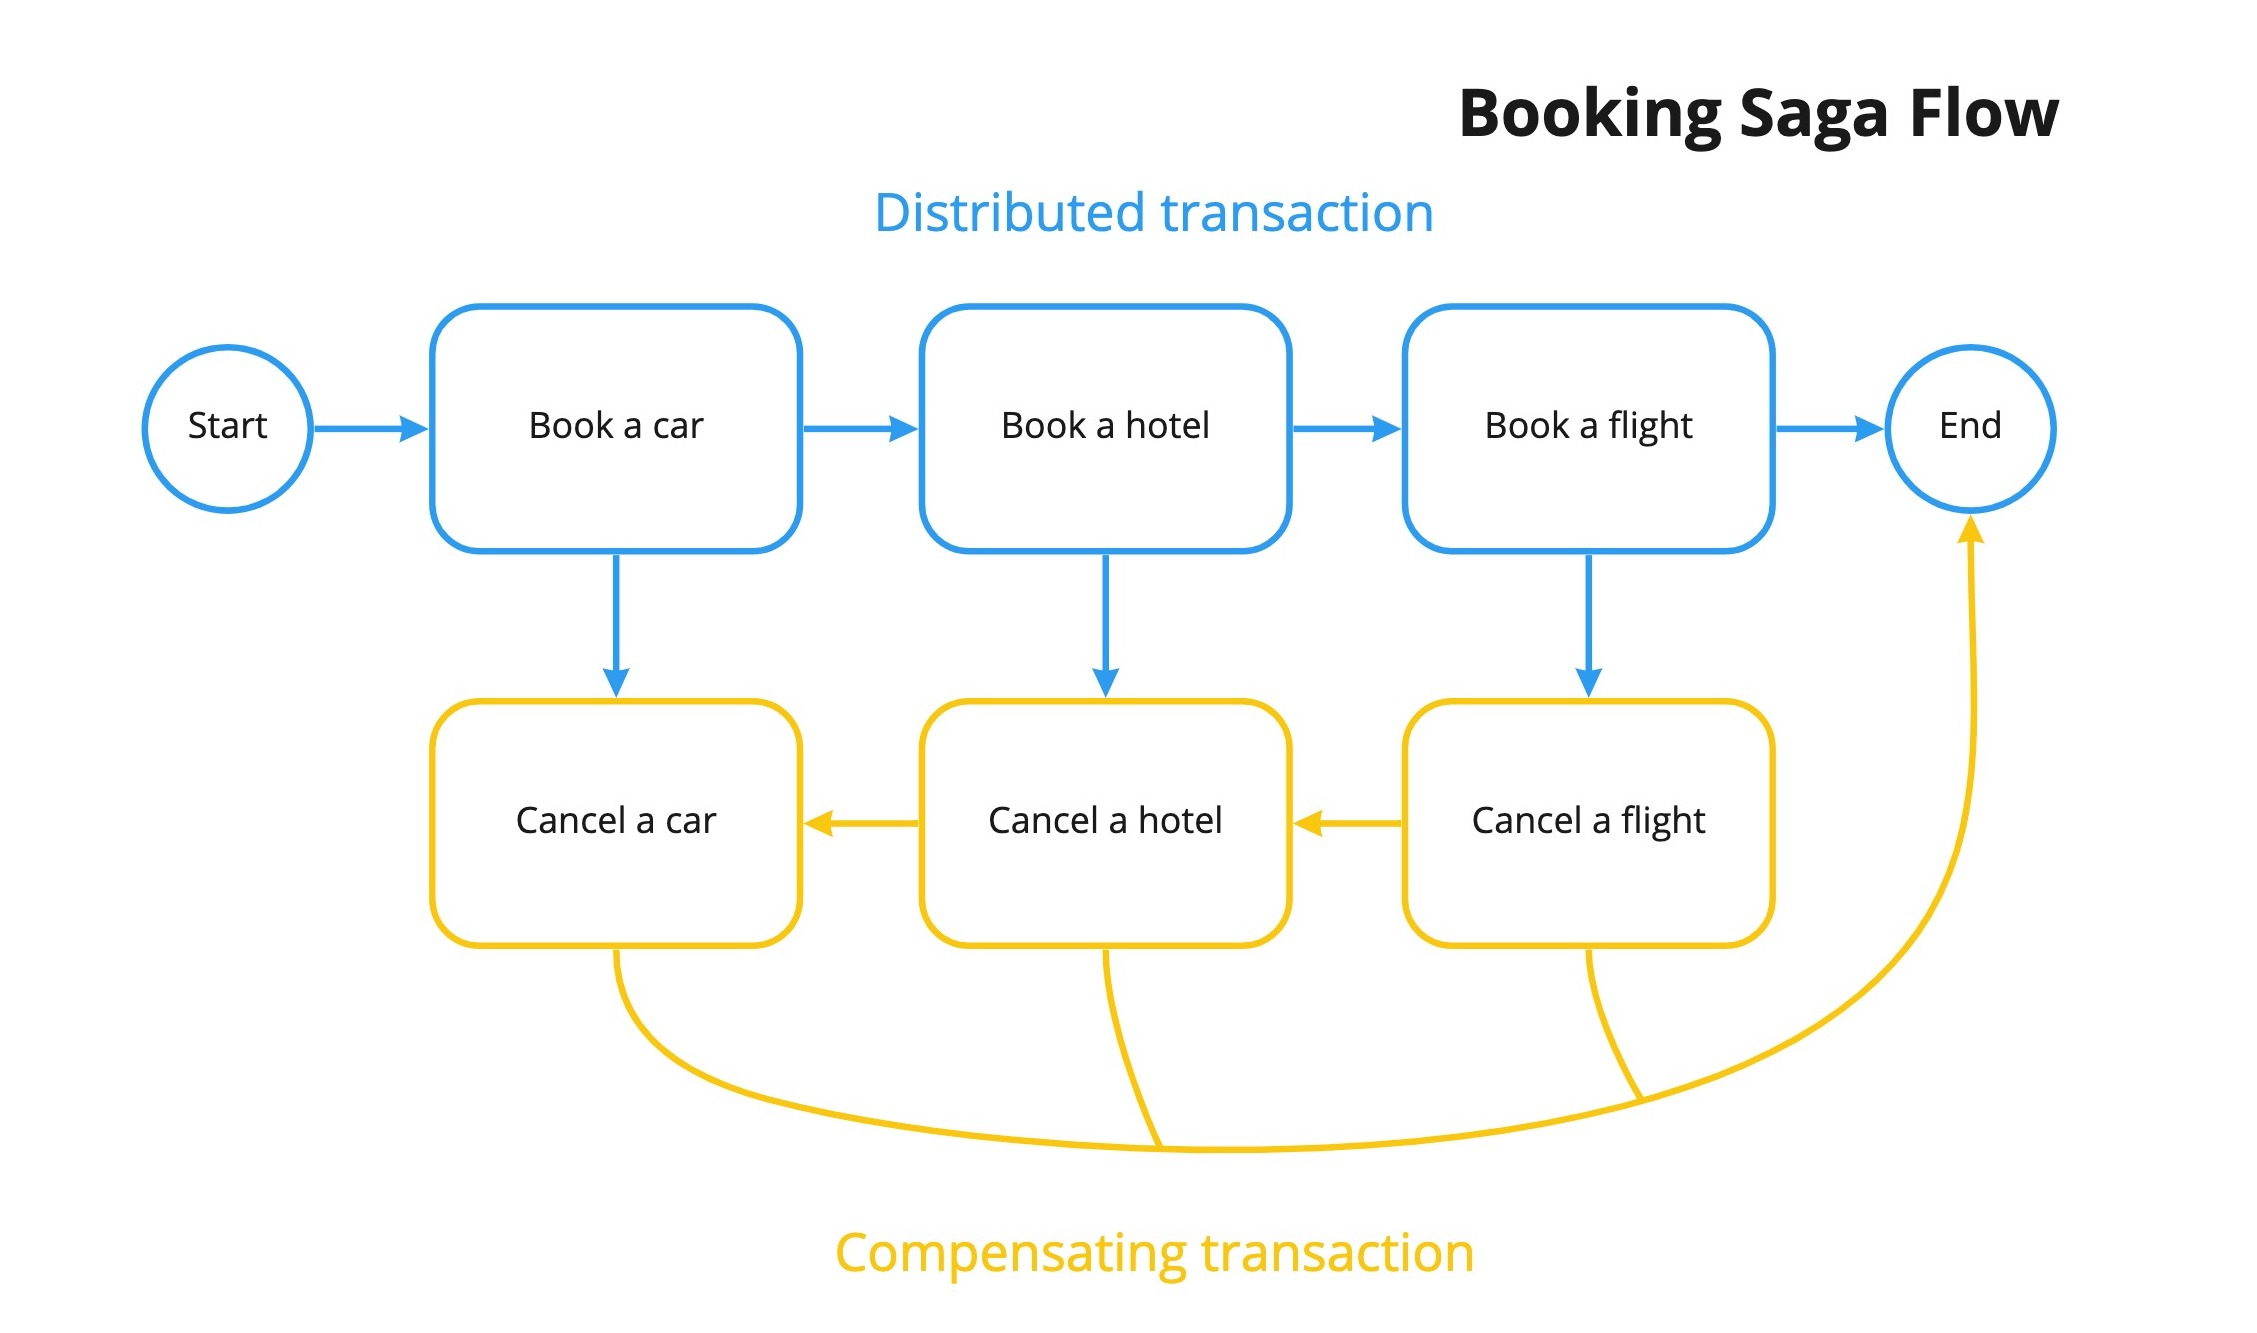 Booking Saga Flow
Distributed transaction
Start
Book a car
Book a hotel
Book a flight
End
Cancel a car
Cancel a hotel
Cancel a flight
Compensating transaction